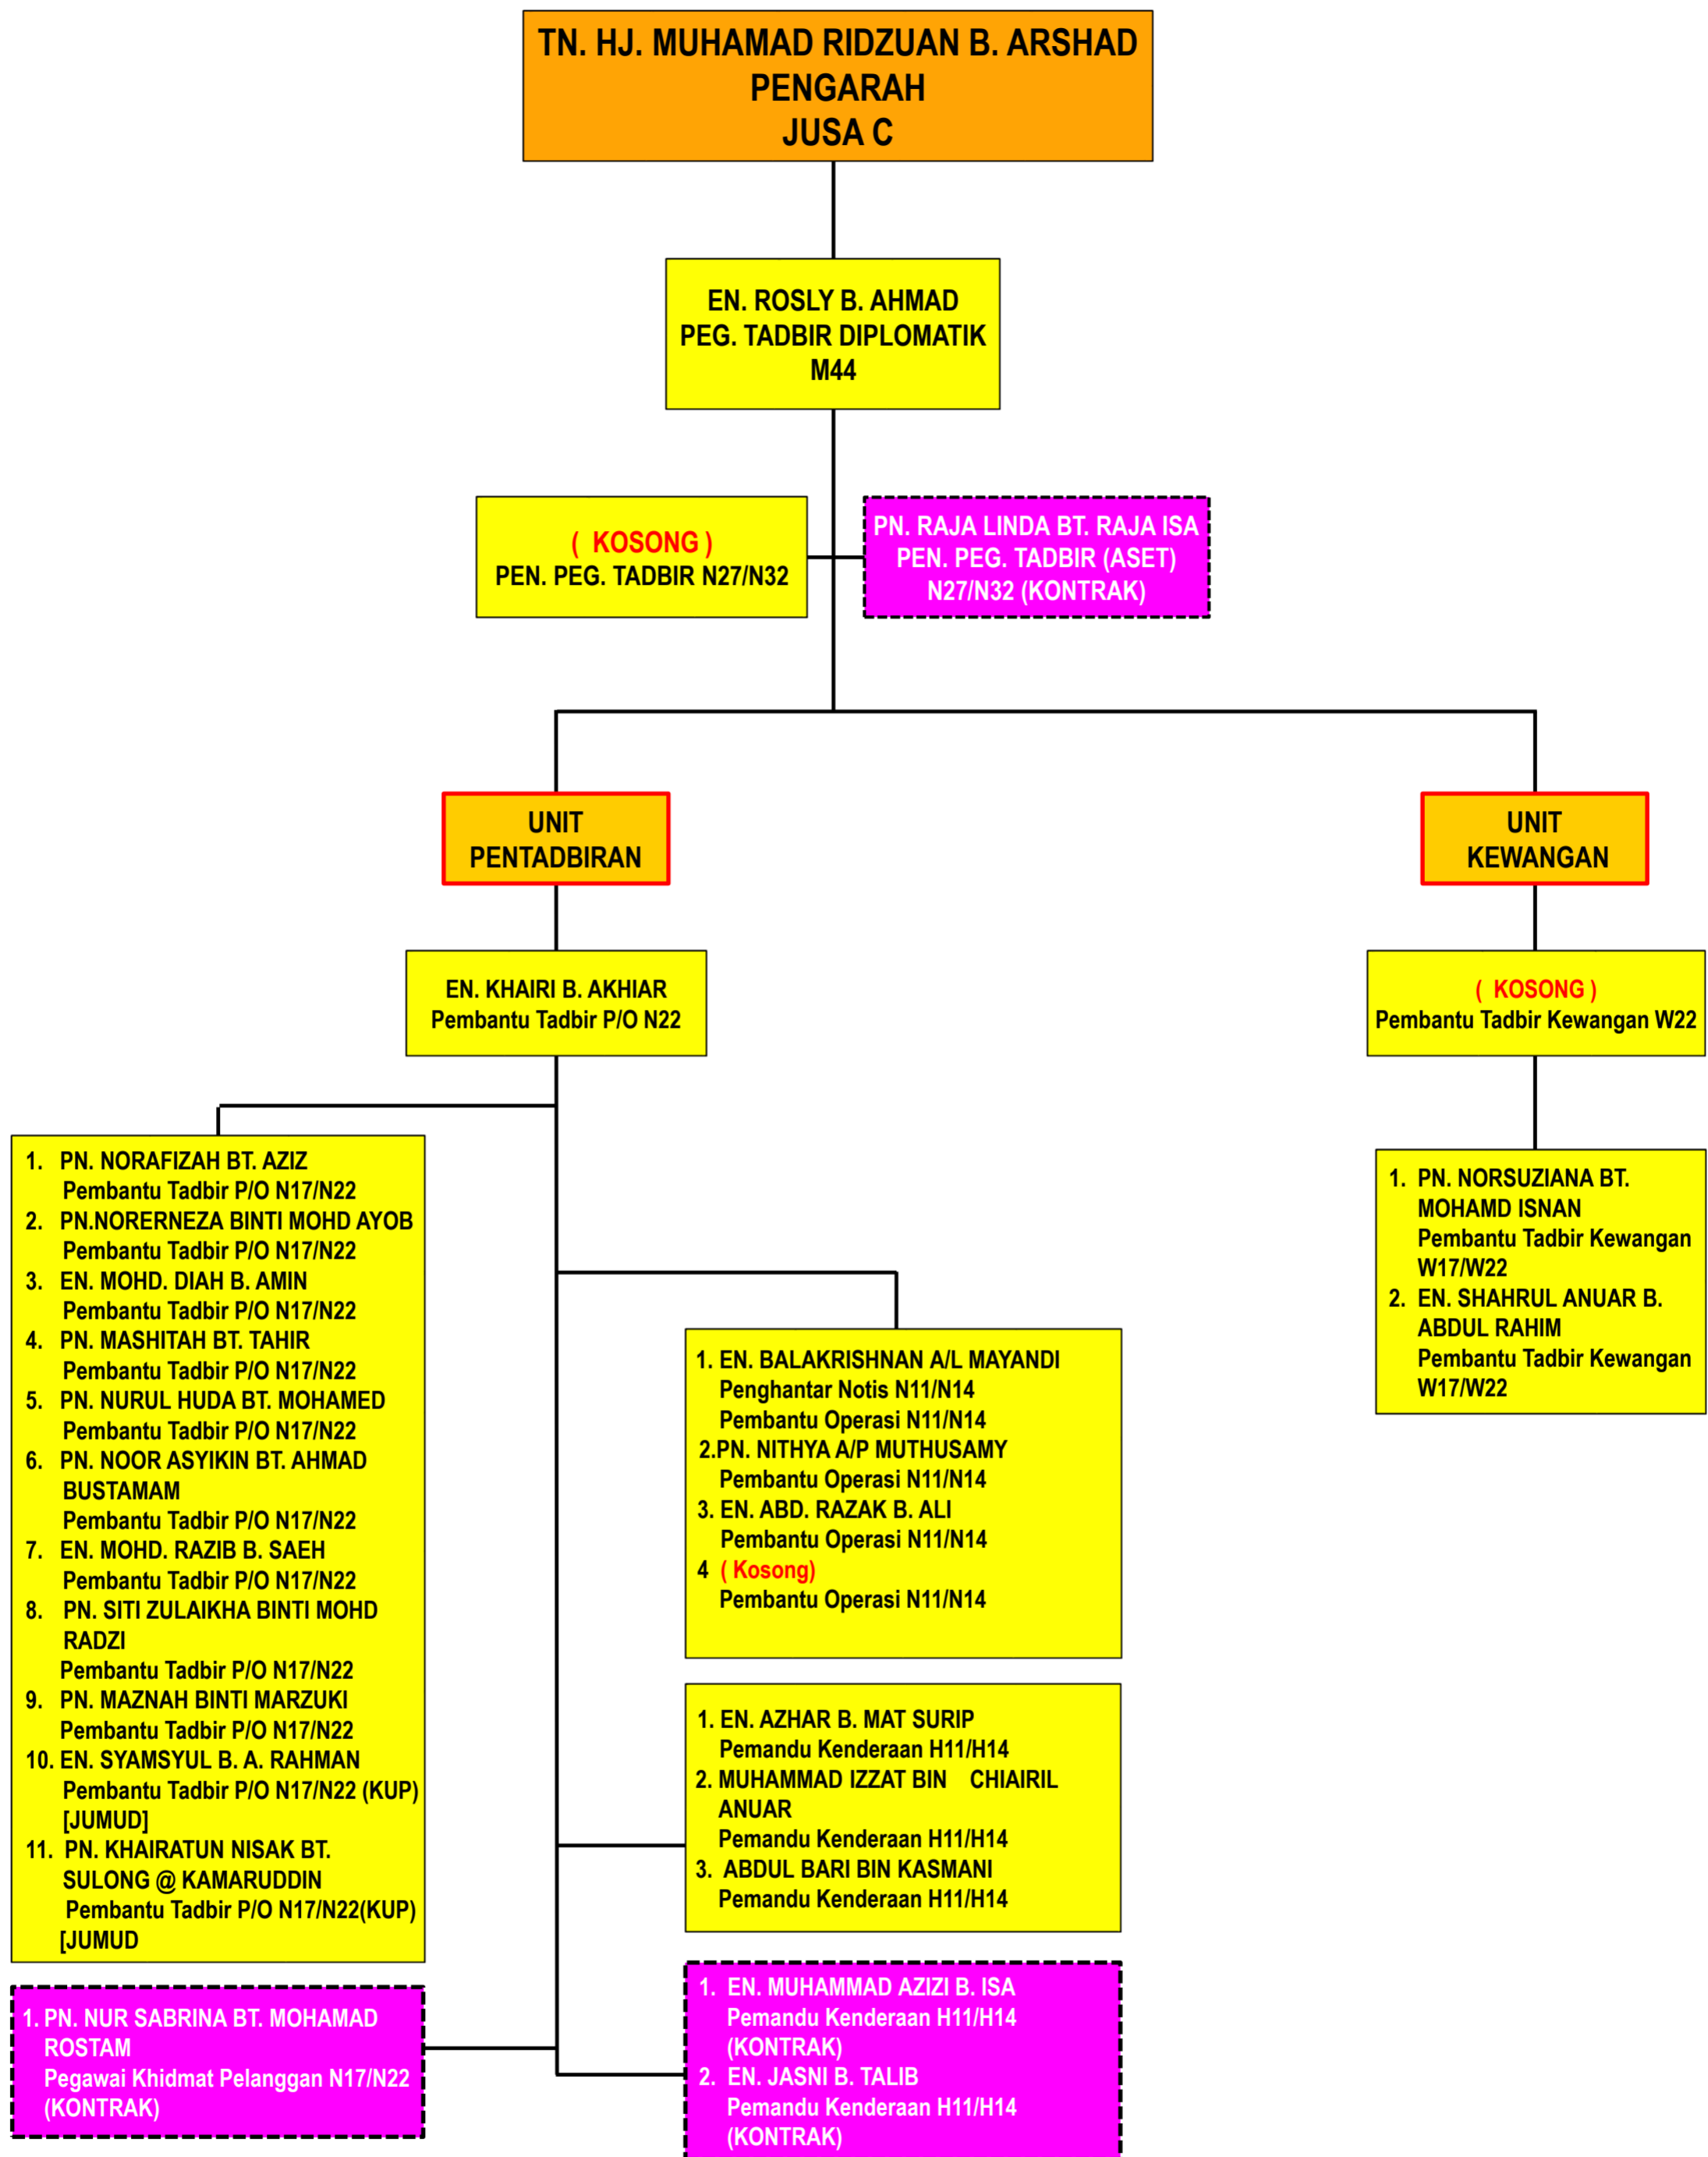 TN. HJ. MUHAMAD RIDZUAN B. ARSHAD
PENGARAH
JUSA C
EN. ROSLY B. AHMAD
PEG. TADBIR DIPLOMATIK
M44
( KOSONG )
PEN. PEG. TADBIR N27/N32
PN. RAJA LINDA BT. RAJA ISA
PEN. PEG. TADBIR (ASET)
N27/N32 (KONTRAK)
UNIT
PENTADBIRAN
UNIT
KEWANGAN
EN. KHAIRI B. AKHIAR
Pembantu Tadbir P/O N22
( KOSONG )
Pembantu Tadbir Kewangan W22
1. PN. NORAFIZAH BT. AZIZ
Pembantu Tadbir P/O N17/N22
2. PN.NORERNEZA BINTI MOHD AYOB
Pembantu Tadbir P/O N17/N22
3. EN. MOHD. DIAH B. AMIN
Pembantu Tadbir P/O N17/N22
4. PN. MASHITAH BT. TAHIR
Pembantu Tadbir P/O N17/N22
5. PN. NURUL HUDA BT. MOHAMED
Pembantu Tadbir P/O N17/N22
6. PN. NOOR ASYIKIN BT. AHMAD
BUSTAMAM
Pembantu Tadbir P/O N17/N22
7. EN. MOHD. RAZIB B. SAEH
Pembantu Tadbir P/O N17/N22
8. PN. SITI ZULAIKHA BINTI MOHD
RADZI
Pembantu Tadbir P/O N17/N22
9. PN. MAZNAH BINTI MARZUKI
Pembantu Tadbir P/O N17/N22
10. EN. SYAMSYUL B. A. RAHMAN
Pembantu Tadbir P/O N17/N22 (KUP)
[JUMUD]
11. PN. KHAIRATUN NISAK BT.
SULONG @ KAMARUDDIN
Pembantu Tadbir P/O N17/N22(KUP)
[JUMUD
1. PN. NORSUZIANA BT.
MOHAMD ISNAN
Pembantu Tadbir Kewangan
W17/W22
2. EN. SHAHRUL ANUAR B.
ABDUL RAHIM
Pembantu Tadbir Kewangan
W17/W22
1. EN. BALAKRISHNAN A/L MAYANDI
Penghantar Notis N11/N14
Pembantu Operasi N11/N14
2.PN. NITHYA A/P MUTHUSAMY
Pembantu Operasi N11/N14
3. EN. ABD. RAZAK B. ALI
Pembantu Operasi N11/N14
4 ( Kosong)
Pembantu Operasi N11/N14
1. EN. AZHAR B. MAT SURIP
Pemandu Kenderaan H11/H14
2. MUHAMMAD IZZAT BIN CHIAIRIL
ANUAR
Pemandu Kenderaan H11/H14
3. ABDUL BARI BIN KASMANI
Pemandu Kenderaan H11/H14
1. PN. NUR SABRINA BT. MOHAMAD
ROSTAM
Pegawai Khidmat Pelanggan N17/N22
(KONTRAK)
1. EN. MUHAMMAD AZIZI B. ISA
Pemandu Kenderaan H11/H14
(KONTRAK)
2. EN. JASNI B. TALIB
Pemandu Kenderaan H11/H14
(KONTRAK)